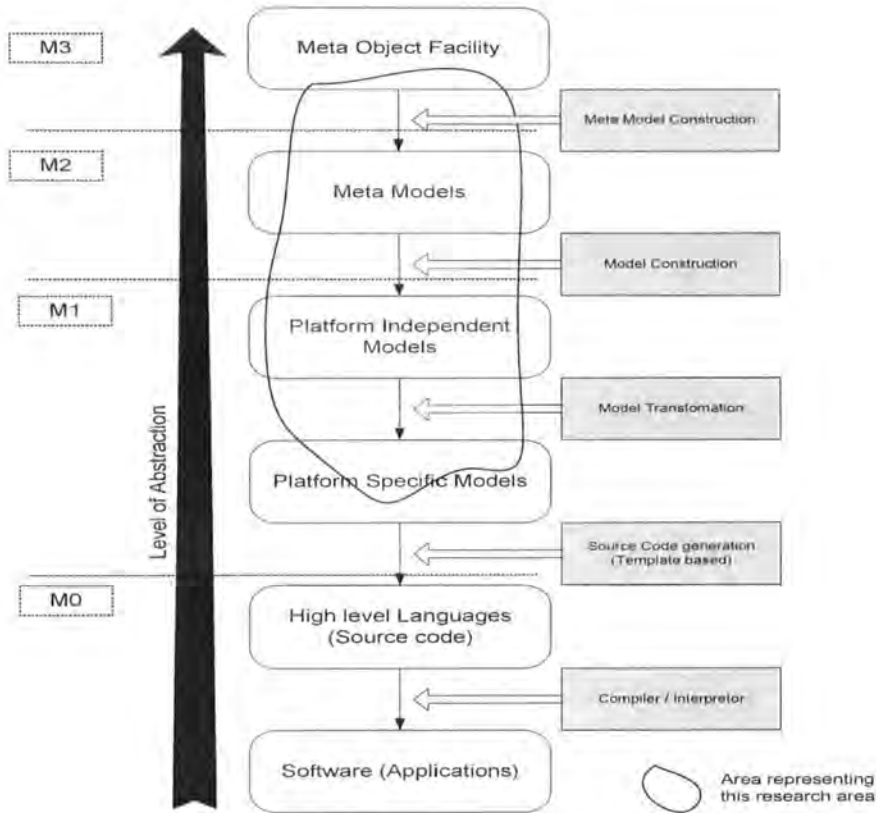 M3
Meta Object Facility
Meta Model Construction
M2
Meta Models
Model Construction
M1
Platform Independent
Models
Model Transfomation
Level of Abstraction
Platform Specific Models
Source Code generation
(Template based)
M0
High level Languages
(Source code)
Compiler / Interpretor
Software (Applications)
Area representing
this research area